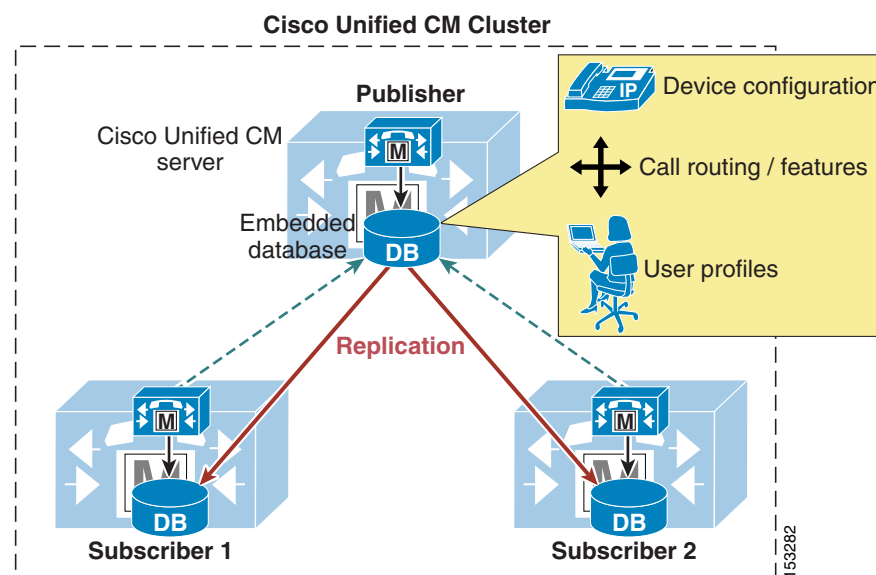 Cisco Unified CM Cluster
Publisher
Cisco Unified CM
server
M
Embedded
database
DB
IP
Device configuration
Call routing / features
User profiles
Replication
M
DB
Subscriber 1
M
DB
Subscriber 2
153282